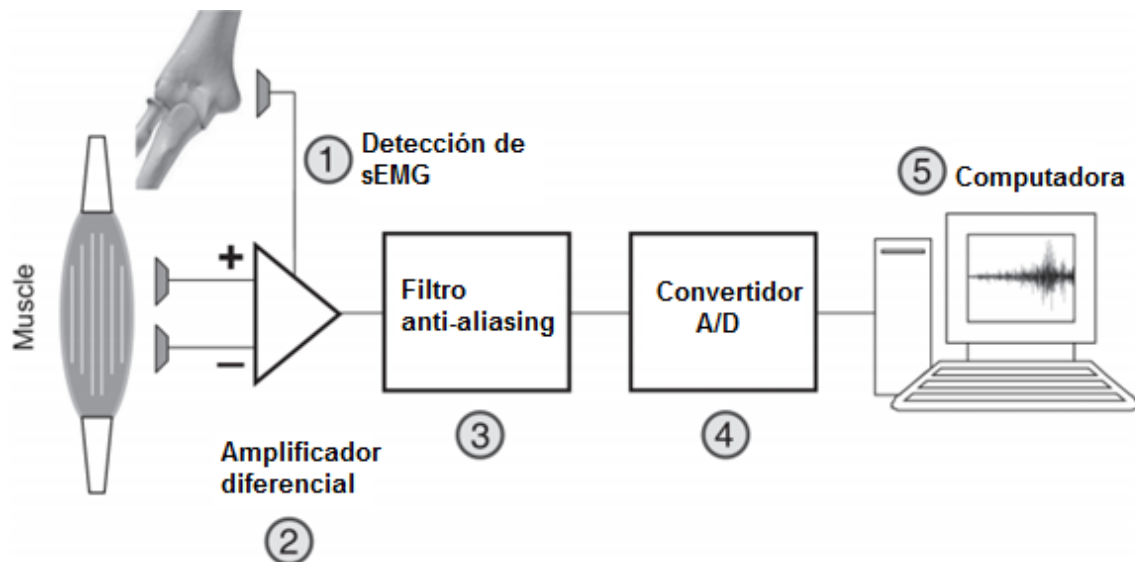 1
Detección de
sEMG
5
Computadora
Muscle
+
−
Filtro
anti-aliasing
Convertidor
A/D
3
4
Amplificador
diferencial
2